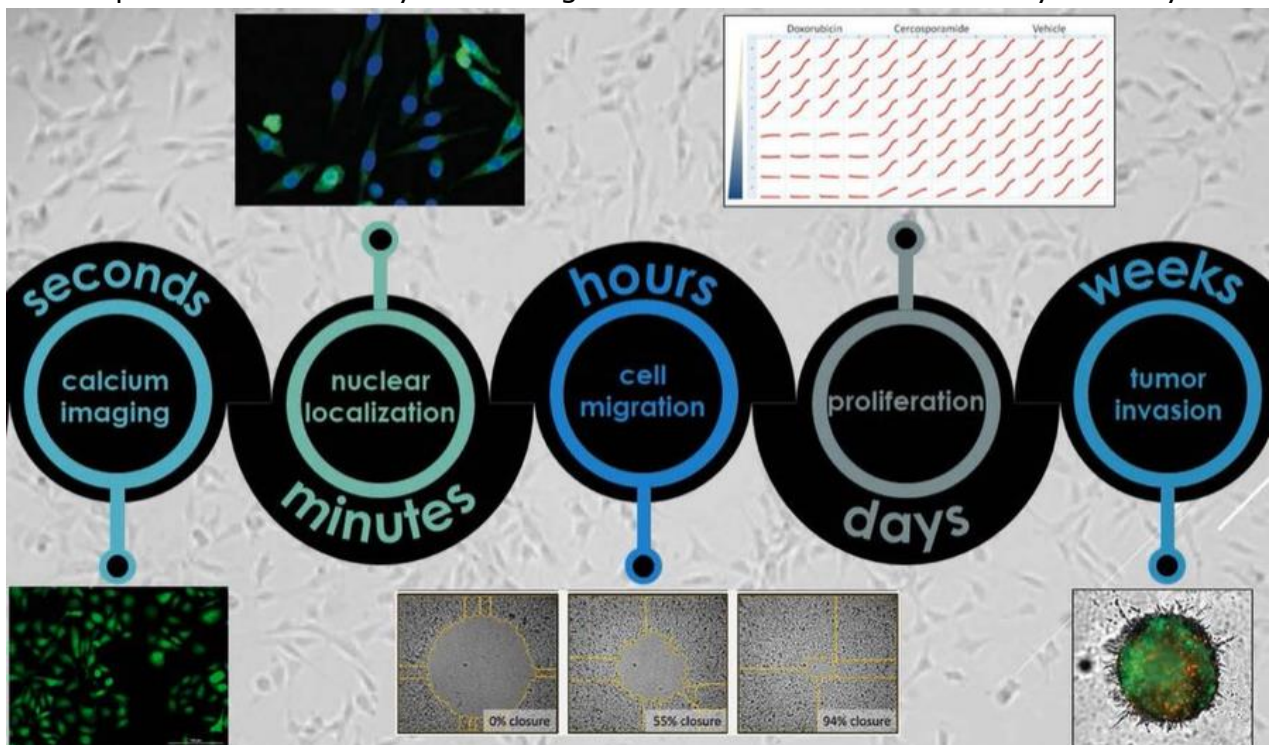 Doxorubicin Cercosporamide Vehicle
seconds
calcium
imaging
nuclear
localization
minutes
hours
cell
migration
proliferation
days
weeks
tumor
invasion
0% closure
55% closure
94% closure